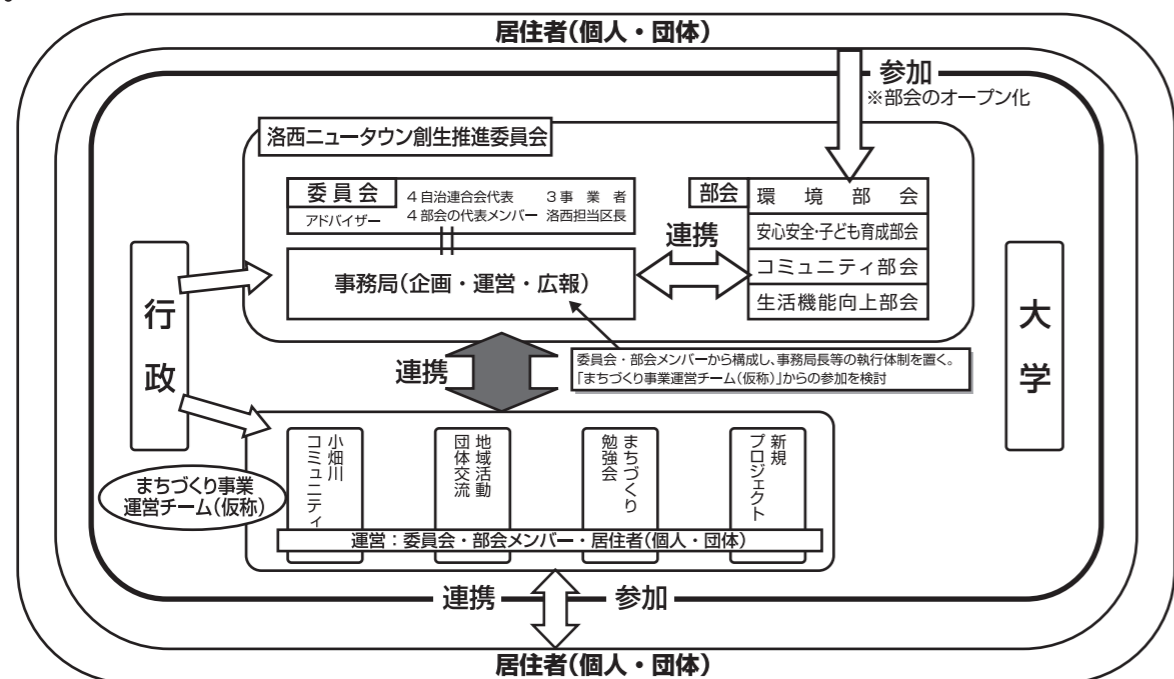 居住者(個人・団体)
参加
※部会のオープン化
洛西ニュータウン創生推進委員会
委員会
アドバイザー
4自治連合会代表 3事業者
4部会の代表メンバー 洛西担当区長
部会
環境部会
安心安全・子ども育成部会
コミュニティ部会
生活機能向上部会
連携
事務局(企画・運営・広報)
行政
大学
連携
委員会・部会メンバーから構成し、事務局長等の執行体制を置く。
「まちづくり事業運営チーム(仮称)」からの参加を検討
まちづくり事業
運営チーム(仮称)
小畑川
コミュニティ
地域活動
団体交流
まちづくり
勉強会
新規
プロジェクト
運営:委員会・部会メンバー・居住者(個人・団体)
連携
参加
居住者(個人・団体)